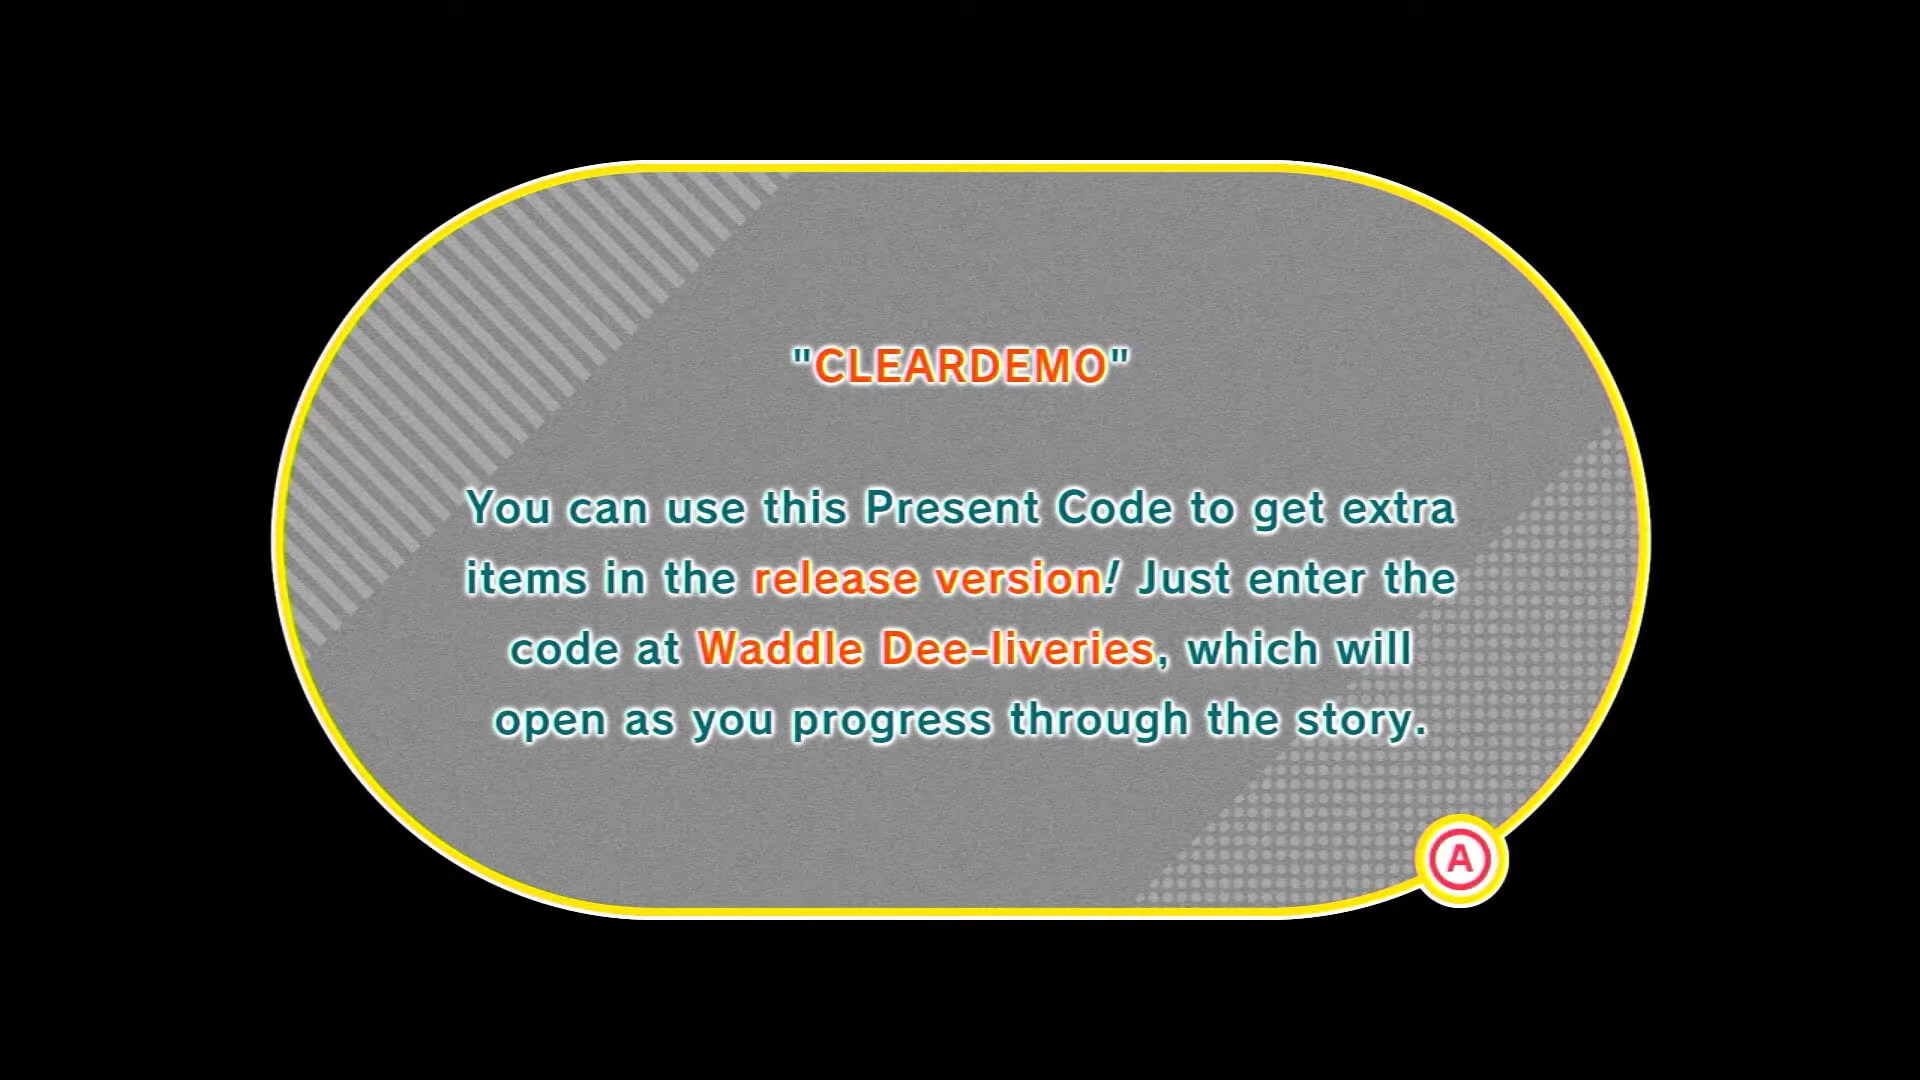 "CLEARDEMO"
You can use this Present Code to get extra
items in the release version! Just enter the
code at Waddle Dee-liveries, which will
open as you progress through the story.
A